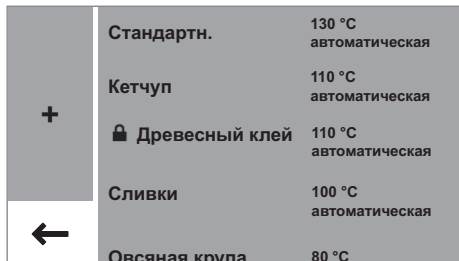 Стандартн. 130 °C
автоматическая
Кетчуп 110 °C
автоматическая
+
Древесный клей 110 °C
автоматическая
Сливки 100 °C
автоматическая
Овсяная крупа 80 °C